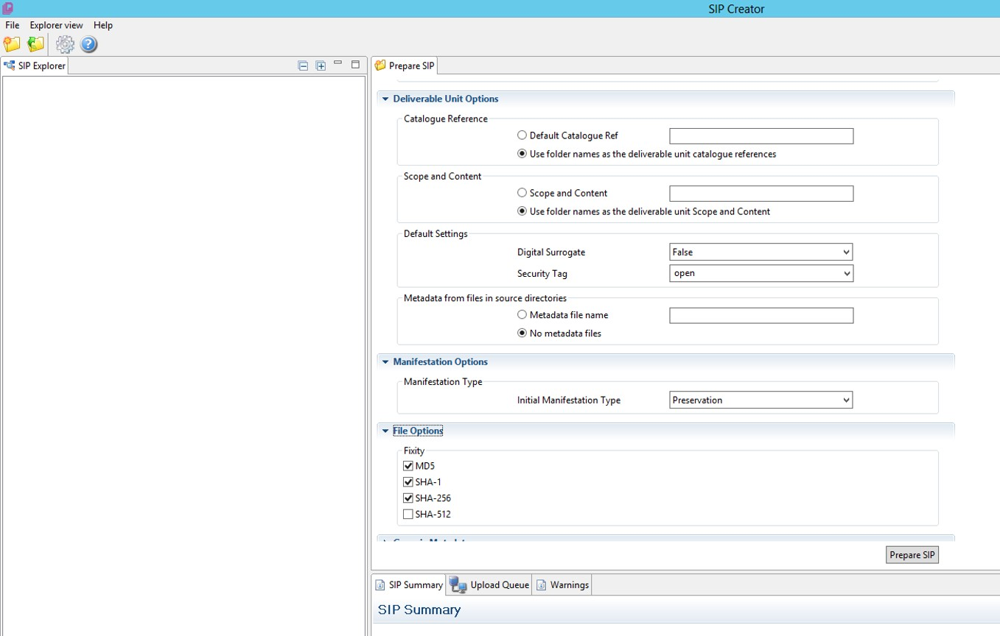 SIP Creator
File Explorer view Help
SIP Explorer
Prepare SIP
Deliverable Unit Options
Catalogue Reference
Default Catalogue Ref
Use folder names as the deliverable unit catalogue references
Scope and Content
Scope and Content
Use folder names as the deliverable unit Scope and Content
Default Settings
Digital Surrogate False
Security Tag open
Metadata from files in source directories
Metadata file name
No metadata files
Manifestation Options
Manifestation Type
Initial Manifestation Type Preservation
File Options
Fixity
MD5
SHA-1
SHA-256
SHA-512
Prepare SIP
SIP Summary Upload Queue Warnings
SIP Summary